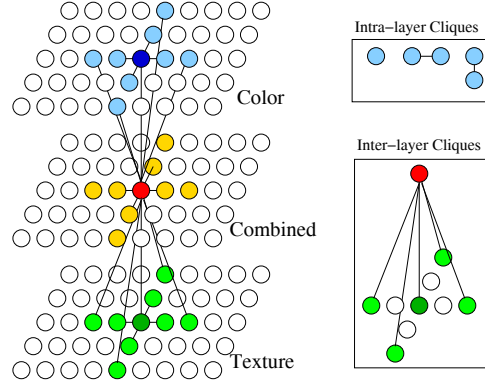 Intra-layer Cliques
Color
Inter-layer Cliques
Combined
Texture